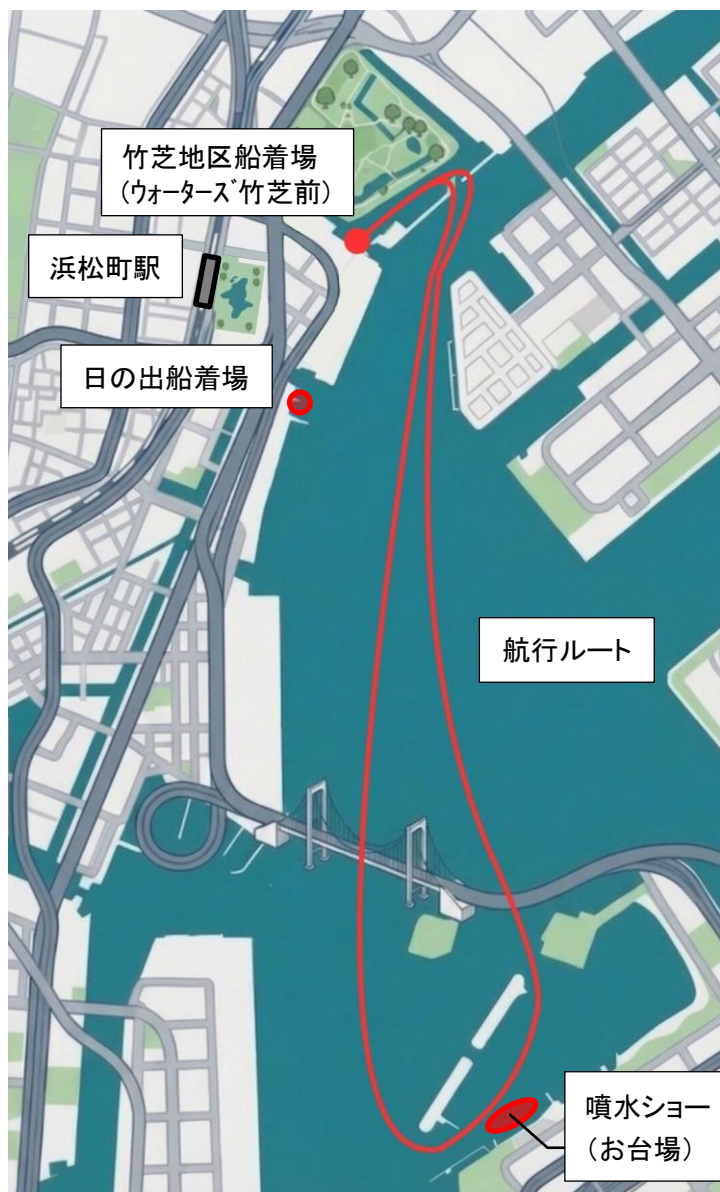 竹芝地区船着場
(ウォーターズ竹芝前)
浜松町駅
日の出船着場
航行ルート
噴水ショー
(お台場)